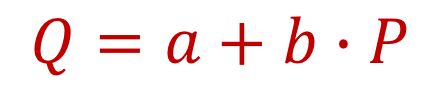 Q = a + b · P